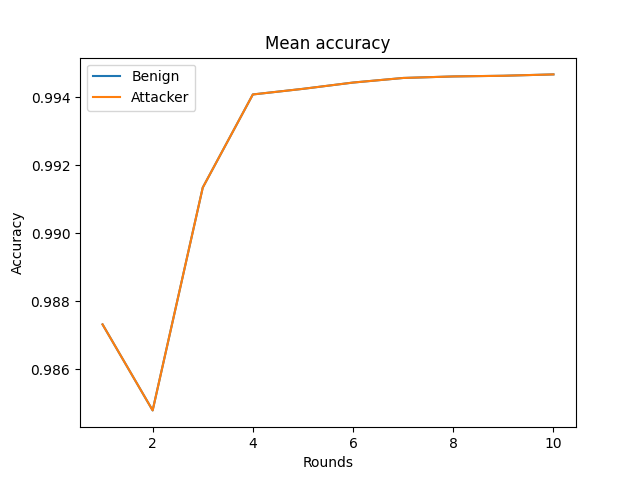 Mean accuracy
Benign
Attacker
Accuracy
0.994
0.992
0.990
0.988
0.986
2 4 6 8 10
Rounds